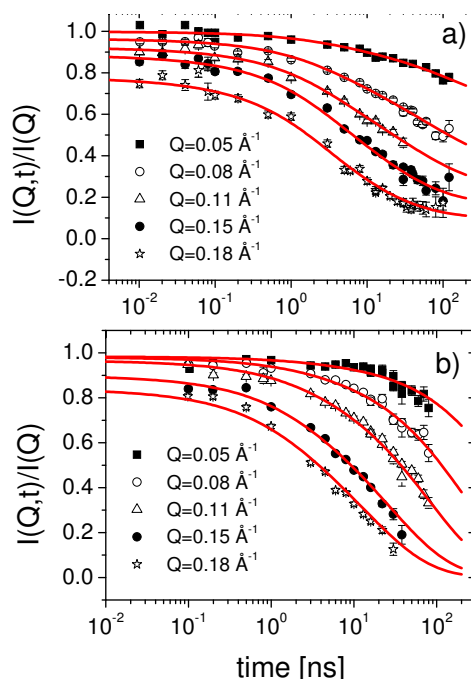 a)
I(Q,t)/I(Q)
1.0
0.8
0.6
0.4
0.2
0.0
-0.2
■ Q=0.05 Å⁻¹
○ Q=0.08 Å⁻¹
△ Q=0.11 Å⁻¹
● Q=0.15 Å⁻¹
☆ Q=0.18 Å⁻¹
10⁻² 10⁻¹ 10⁰ 10¹ 10²
b)
I(Q,t)/I(Q)
1.0
0.8
0.6
0.4
0.2
0.0
■ Q=0.05 Å⁻¹
○ Q=0.08 Å⁻¹
△ Q=0.11 Å⁻¹
● Q=0.15 Å⁻¹
☆ Q=0.18 Å⁻¹
10⁻² 10⁻¹ 10⁰ 10¹ 10²
time [ns]